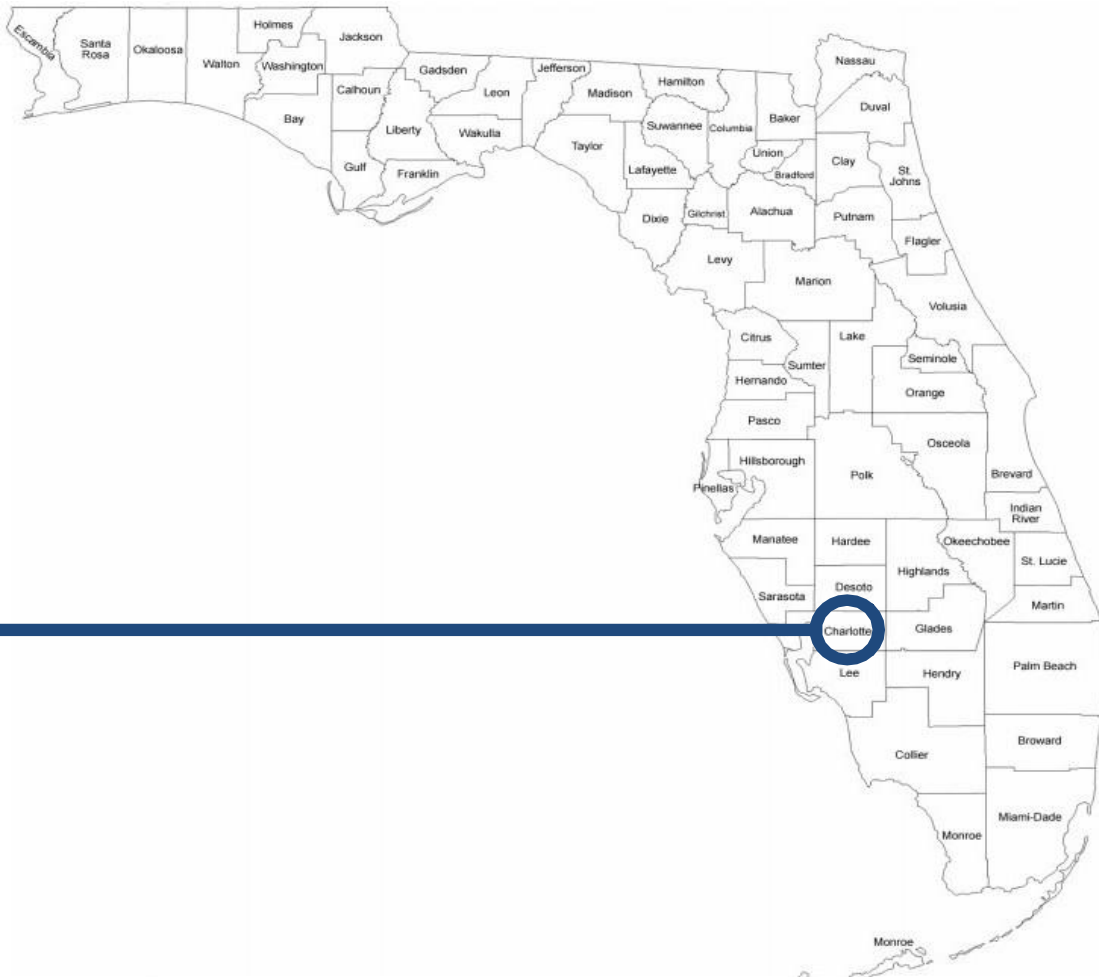 Escambia
Santa
Rosa
Okaloosa
Walton
Holmes
Washington
Jackson
Bay
Calhoun
Gulf
Liberty
Gadsden
Franklin
Leon
Wakulla
Jefferson
Madison
Taylor
Hamilton
Suwannee
Lafayette
Columbia
Dixie
Gilchrist
Baker
Union
Bradford
Alachua
Nassau
Duval
Clay
St.
Johns
Putnam
Flagler
Levy
Marion
Volusia
Citrus
Sumter
Lake
Seminole
Hernando
Orange
Pasco
Osceola
Hillsborough
Pinellas
Polk
Brevard
Indian
River
Manatee
Hardee
Highlands
Okeechobee
St. Lucie
Sarasota
Desoto
Martin
Charlotte
Glades
Lee
Hendry
Palm Beach
Collier
Broward
Monroe
Miami-Dade
Monroe